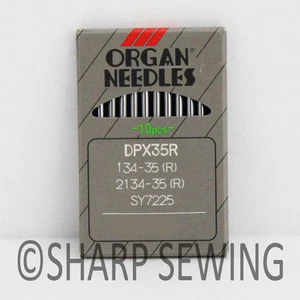 ORGAN®
NEEDLES
-10pcs-
DPX35R
134-35 (R)
2134-35 (R)
SY7225
©SHARP SEWING